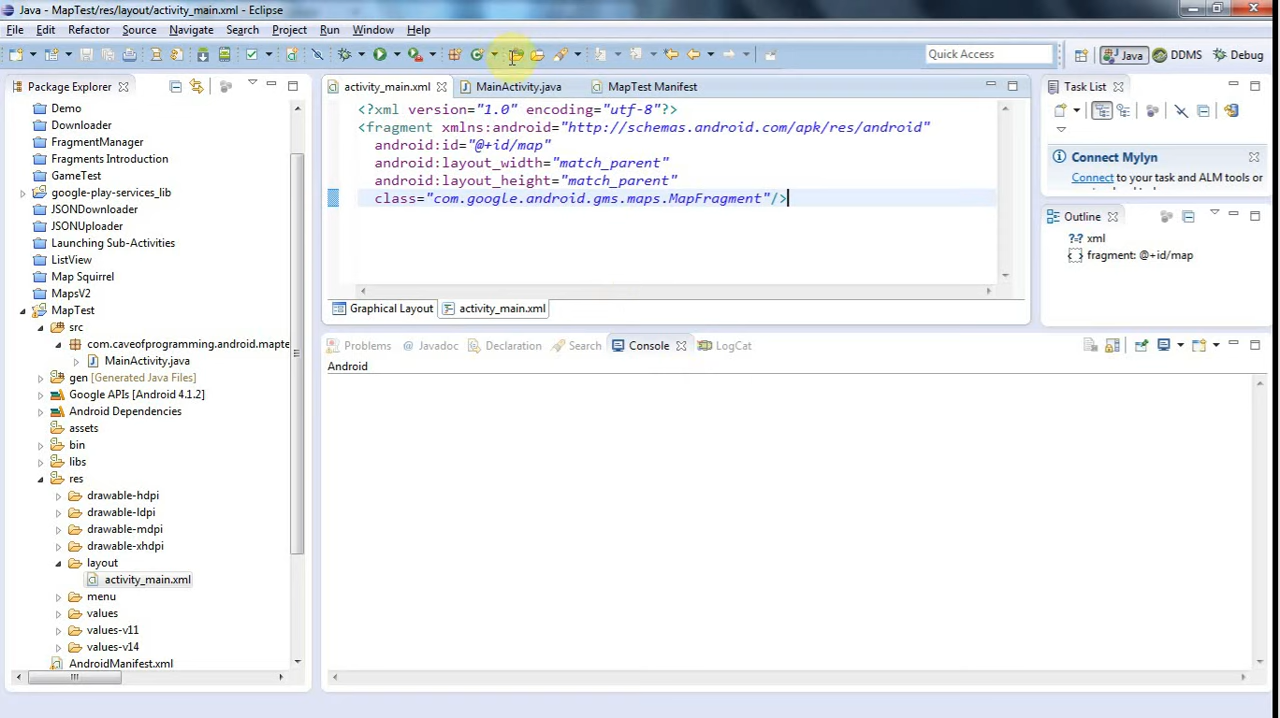 Java - MapTest/res/layout/activity_main.xml - Eclipse
File Edit Refactor Source Navigate Search Project Run Window Help
Quick Access
Java
DDMS
Debug
Package Explorer
Demo
Downloader
FragmentManager
Fragments Introduction
GameTest
google-play-services_lib
JSONDownloader
JSONUploader
Launching Sub-Activities
ListView
Map Squirrel
MapsV2
MapTest
src
com.caveofprogramming.android.mapte
MainActivity.java
gen [Generated Java Files]
Google APIs [Android 4.1.2]
Android Dependencies
assets
bin
libs
res
drawable-hdpi
drawable-ldpi
drawable-mdpi
drawable-xhdpi
layout
activity_main.xml
menu
values
values-v11
values-v14
AndroidManifest.xml
activity_main.xml
MainActivity.java
MapTest Manifest
<?xml version="1.0" encoding="utf-8"?>
<fragment xmlns:android="http://schemas.android.com/apk/res/android"
android:id="@+id/map"
android:layout_width="match_parent"
android:layout_height="match_parent"
class="com.google.android.gms.maps.MapFragment"/>
Graphical Layout
activity_main.xml
Problems
@ Javadoc
Declaration
Search
Console
LogCat
Android
Task List
Connect Mylyn
Connect to your task and ALM tools or
Outline
xml
fragment: @+id/map